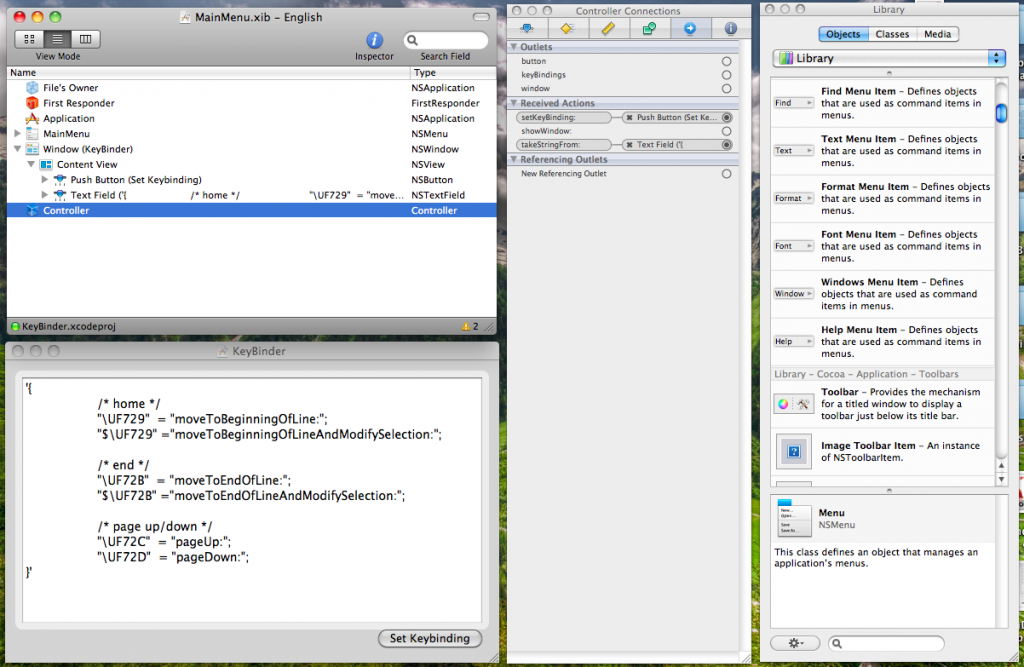 MainMenu.xib – English
View Mode
Inspector
Search Field
Name Type
File's Owner NSApplication
First Responder FirstResponder
Application NSApplication
MainMenu NSMenu
Window (KeyBinder) NSWindow
Content View NSView
Push Button (Set Keybinding) NSButton
Text Field ('{ /* home */ "\UF729" = "move... NSTextField
Controller Controller
KeyBinder.xcodeproj
2
KeyBinder
'{
/* home */
"\UF729" = "moveToBeginningOfLine:";
"$\UF729" ="moveToBeginningOfLineAndModifySelection:";
/* end */
"\UF72B" = "moveToEndOfLine:";
"$\UF72B" ="moveToEndOfLineAndModifySelection:";
/* page up/down */
"\UF72C" = "pageUp:";
"\UF72D" = "pageDown:";
}'
Set Keybinding
Controller Connections
Outlets
button
keyBindings
window
Received Actions
setKeyBinding: Push Button (Set Ke...
showWindow:
takeStringFrom: Text Field ('{
Referencing Outlets
New Referencing Outlet
Library
Objects Classes Media
Library
Find
Find Menu Item – Defines objects
that are used as command items in
menus.
Text
Text Menu Item – Defines objects
that are used as command items in
menus.
Format
Format Menu Item – Defines objects
that are used as command items in
menus.
Font
Font Menu Item – Defines objects
that are used as command items in
menus.
Window
Windows Menu Item – Defines
objects that are used as command
items in menus.
Help
Help Menu Item – Defines objects
that are used as command items in
menus.
Library – Cocoa – Application – Toolbars
Toolbar – Provides the mechanism
for a titled window to display a
toolbar just below its title bar.
Image Toolbar Item – An instance
of NSToolbarItem.
New...
Open...
Save
Save As...
Menu
NSMenu
This class defines an object that manages an
application's menus.